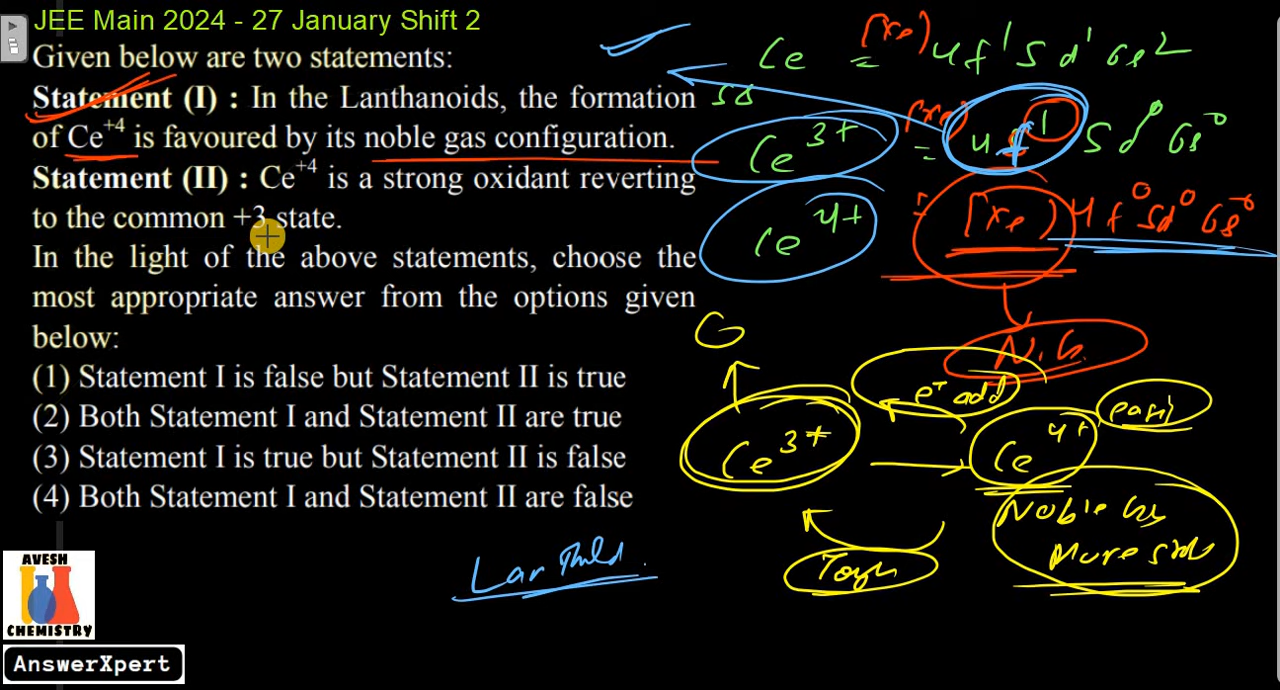 JEE Main 2024 - 27 January Shift 2
Given below are two statements:
Statement (I) : In the Lanthanoids, the formation
of Ce+4 is favoured by its noble gas configuration.
Statement (II) : Ce+4 is a strong oxidant reverting
to the common +3 state.
In the light of the above statements, choose the
most appropriate answer from the options given
below:
(1) Statement I is false but Statement II is true
(2) Both Statement I and Statement II are true
(3) Statement I is true but Statement II is false
(4) Both Statement I and Statement II are false
Ce = [Xe] 4f1 5d1 6s2
58
Ce3+ = [Xe] 4f1 5d0 6s0
Ce4+ = [Xe] 4f0 5d0 6s0
N.G.
e- add
Ce3+
Ce4+
easily
Noble gas
AVESH
CHEMISTRY
AnswerXpert